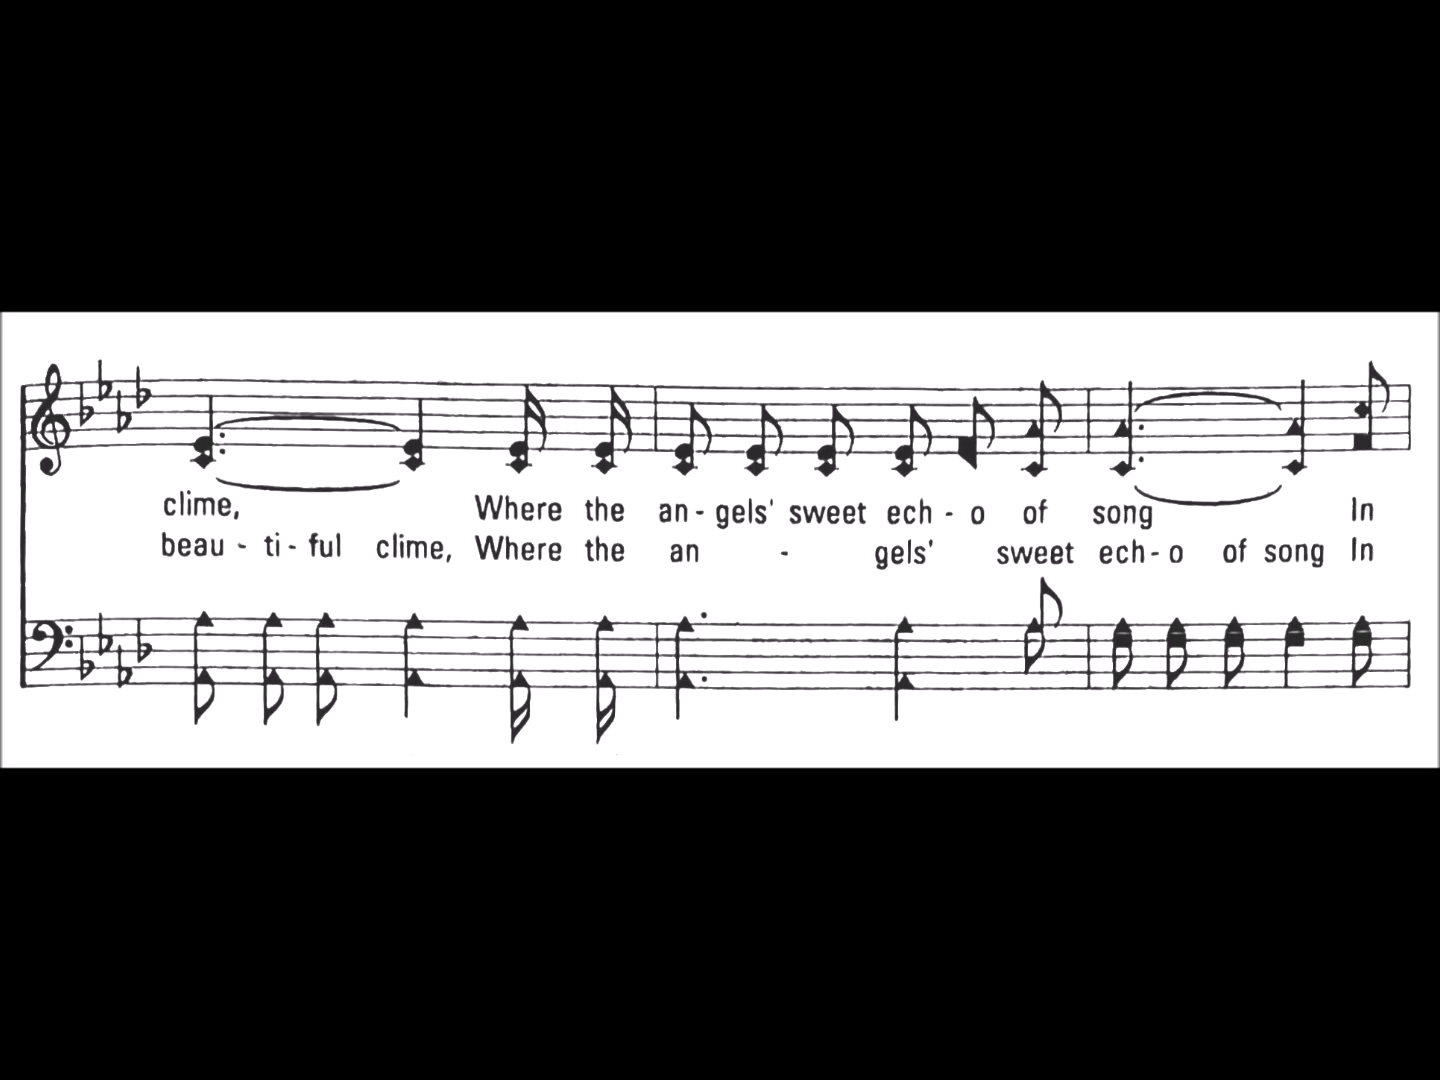 clime, Where the an - gels' sweet ech - o of song In
beau - ti - ful clime, Where the an - gels' sweet ech - o of song In